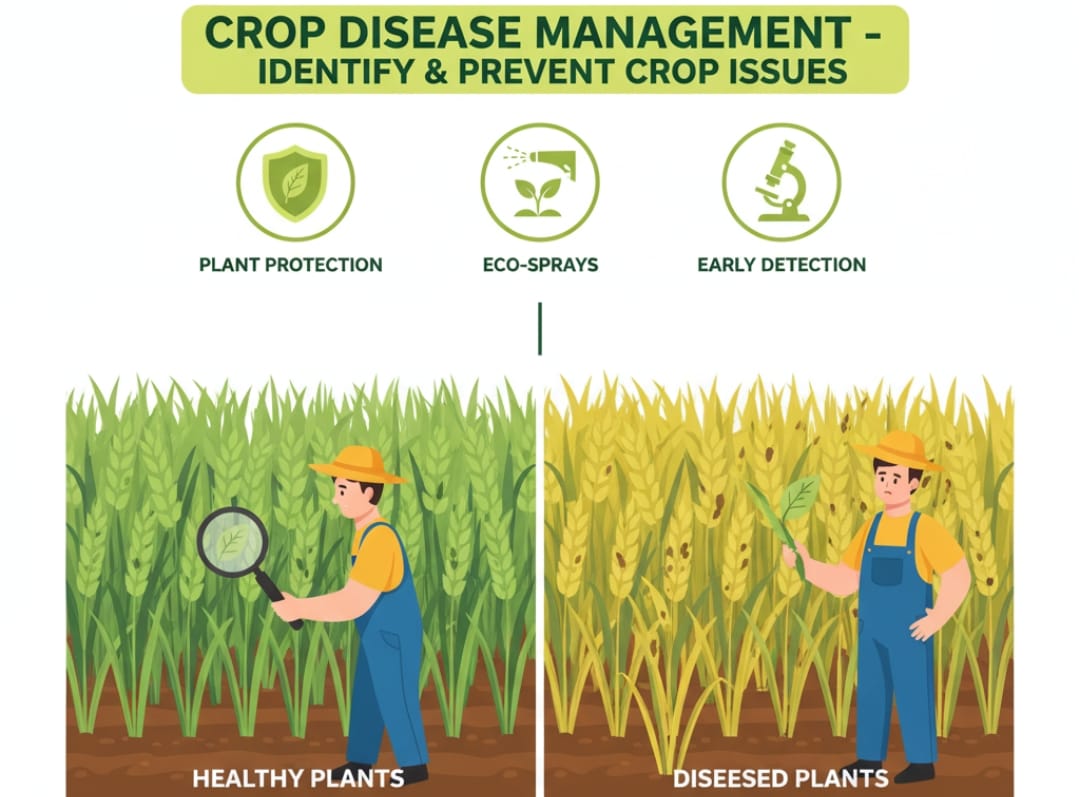 CROP DISEASE MANAGEMENT -
IDENTIFY & PREVENT CROP ISSUES
PLANT PROTECTION
ECO-SPRAYS
EARLY DETECTION
HEALTHY PLANTS
DISEESED PLANTS